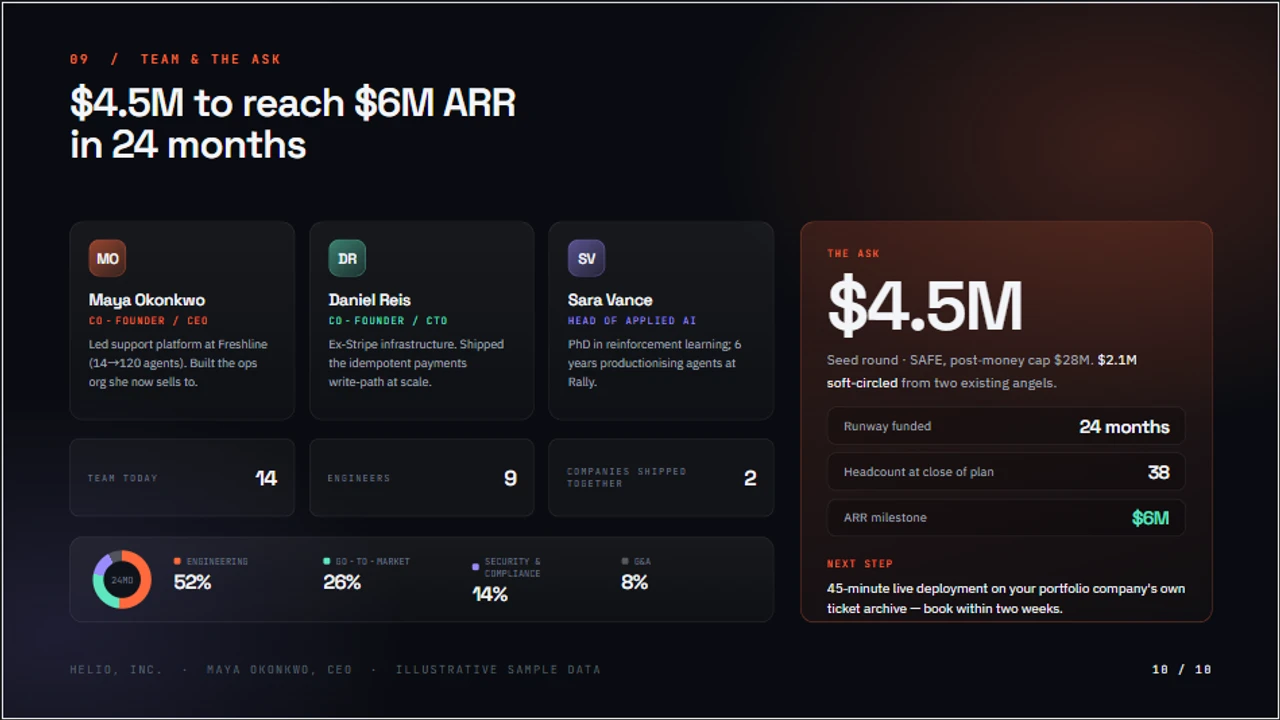 09 / TEAM & THE ASK
$4.5M to reach $6M ARR
in 24 months
MO
Maya Okonkwo
CO-FOUNDER / CEO
Led support platform at Freshline
(14→120 agents). Built the ops
org she now sells to.
DR
Daniel Reis
CO-FOUNDER / CTO
Ex-Stripe infrastructure. Shipped
the idempotent payments
write-path at scale.
SV
Sara Vance
HEAD OF APPLIED AI
PhD in reinforcement learning; 6
years productionising agents at
Rally.
TEAM TODAY
14
ENGINEERS
9
COMPANIES SHIPPED
TOGETHER
2
24MO
ENGINEERING
52%
GO-TO-MARKET
26%
SECURITY &
COMPLIANCE
14%
G&A
8%
THE ASK
$4.5M
Seed round · SAFE, post-money cap $28M. $2.1M
soft-circled from two existing angels.
Runway funded
24 months
Headcount at close of plan
38
ARR milestone
$6M
NEXT STEP
45-minute live deployment on your portfolio company's own
ticket archive — book within two weeks.
HELIO, INC. · MAYA OKONKWO, CEO · ILLUSTRATIVE SAMPLE DATA
10 / 10